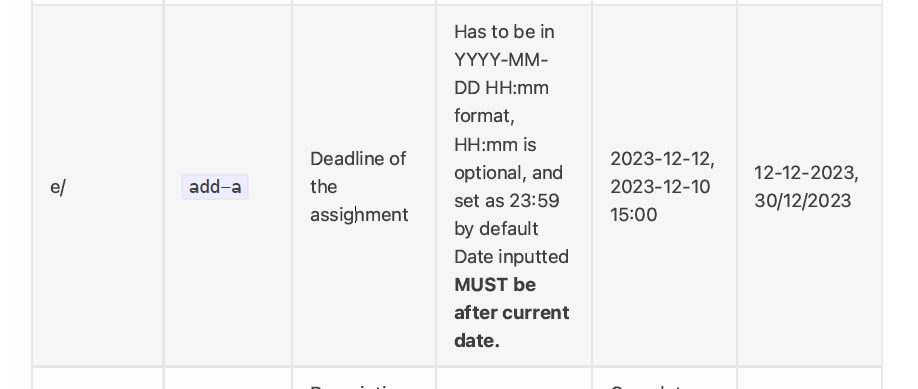 e/
add-a
Deadline of
the
assignment
Has to be in
YYYY-MM-
DD HH:mm
format,
HH:mm is
optional, and
set as 23:59
by default
Date inputted
MUST be
after current
date.
2023-12-12,
2023-12-10
15:00
12-12-2023,
30/12/2023